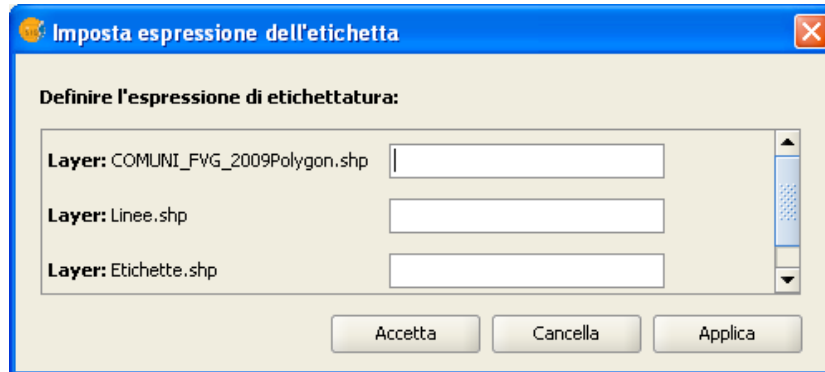 Imposta espressione dell'etichetta
Definire l'espressione di etichettatura:
Layer: COMUNI_FVG_2009Polygon.shp
Layer: Linee.shp
Layer: Etichette.shp
Accetta Cancella Applica